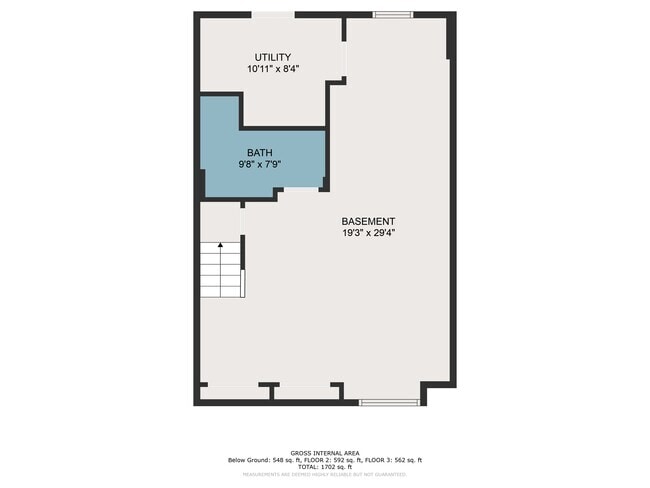 UTILITY
10'11" x 8'4"
BATH
9'8" x 7'9"
BASEMENT
19'3" x 29'4"
GROSS INTERNAL AREA
Below Ground: 548 sq. ft, FLOOR 2: 592 sq. ft, FLOOR 3: 562 sq. ft
TOTAL: 1702 sq. ft
MEASUREMENTS ARE DEEMED HIGHLY RELIABLE BUT NOT GUARANTEED.